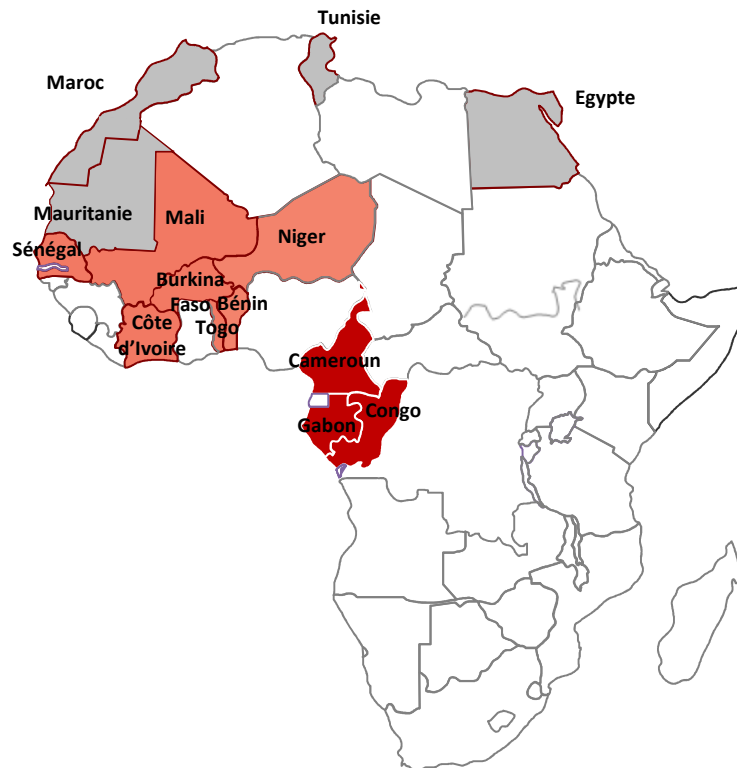 Tunisie
Maroc
Egypte
Mauritanie
Mali
Niger
Sénégal
Burkina
Faso
Bénin
Togo
Côte
d'Ivoire
Cameroun
Congo
Gabon